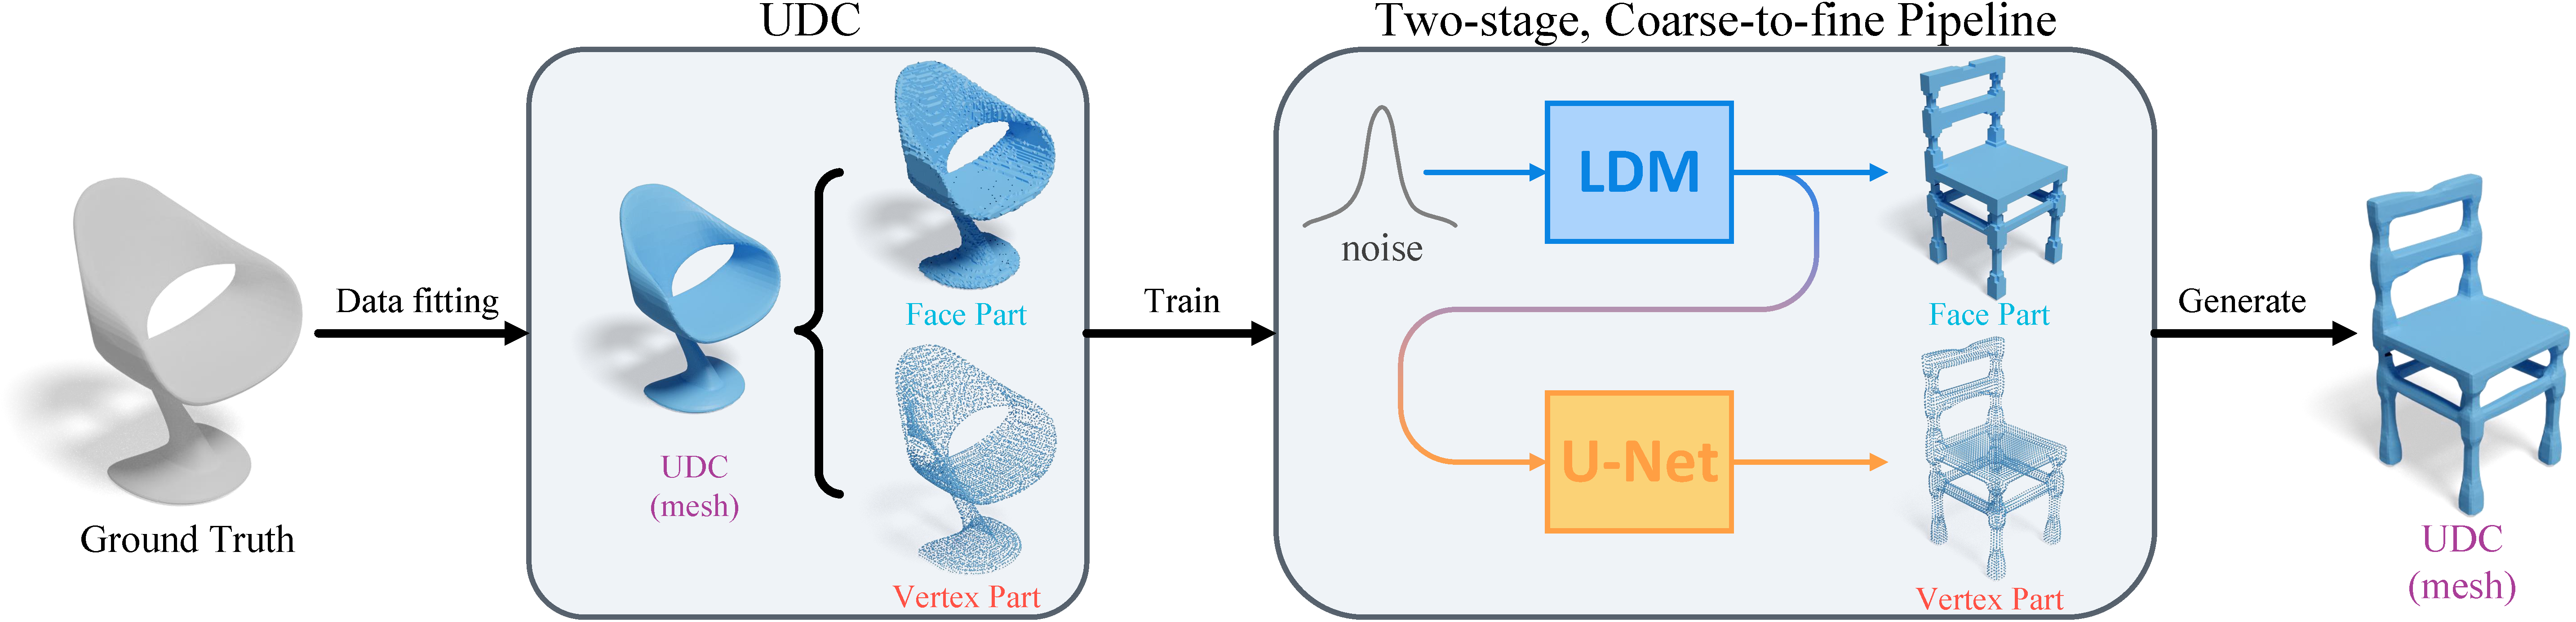 UDC
Two-stage, Coarse-to-fine Pipeline
Ground Truth
Data fitting
UDC
(mesh)
Face Part
Vertex Part
Train
noise
LDM
U-Net
Face Part
Vertex Part
Generate
UDC
(mesh)